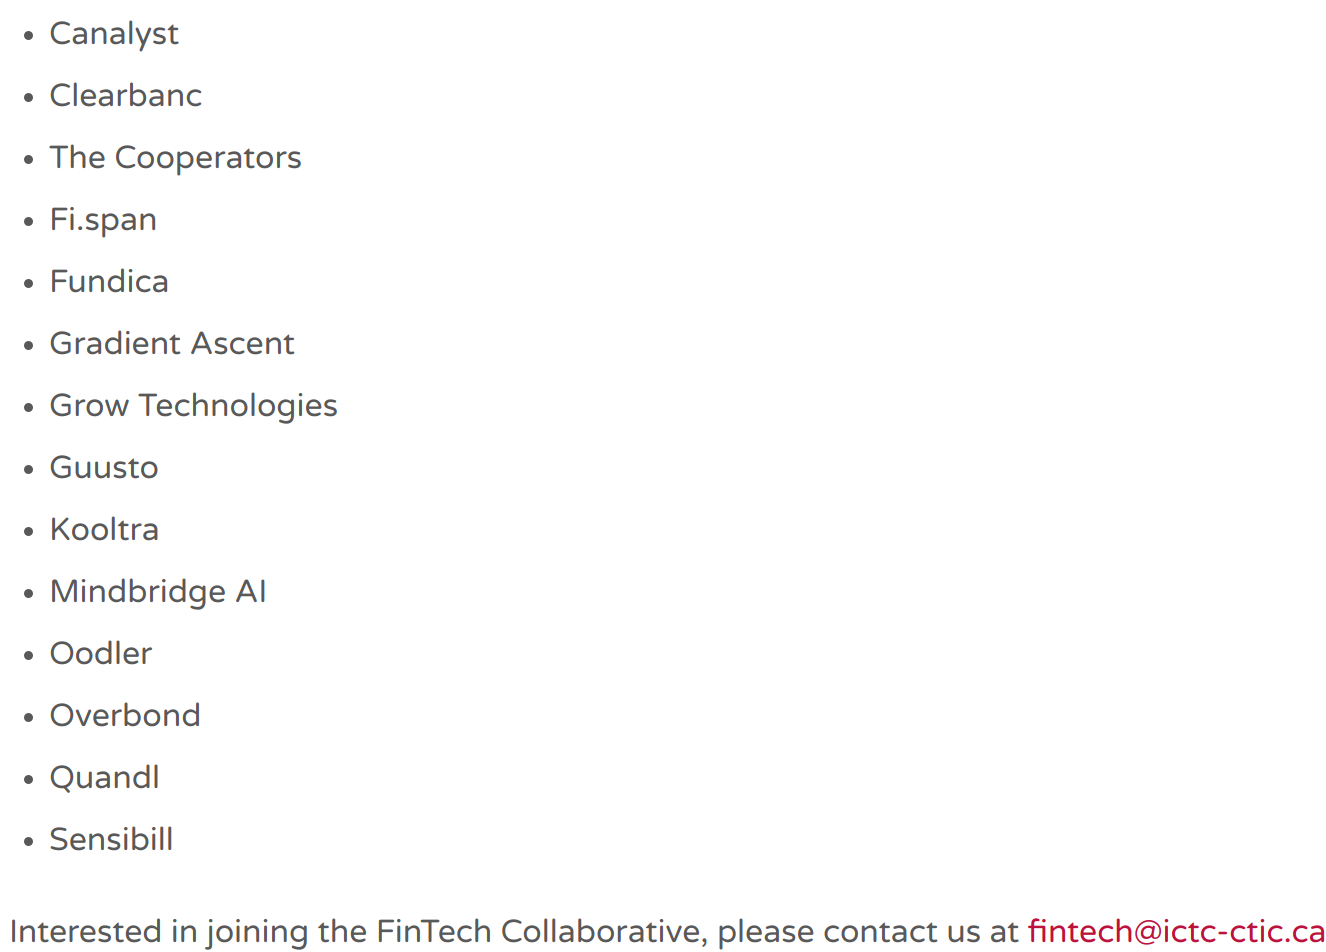 • Canalyst
• Clearbanc
• The Cooperators
• Fi.span
• Fundica
• Gradient Ascent
• Grow Technologies
• Guusto
• Kooltra
• Mindbridge AI
• Oodler
• Overbond
• Quandl
• Sensibill
Interested in joining the FinTech Collaborative, please contact us at fintech@ictc-ctic.ca